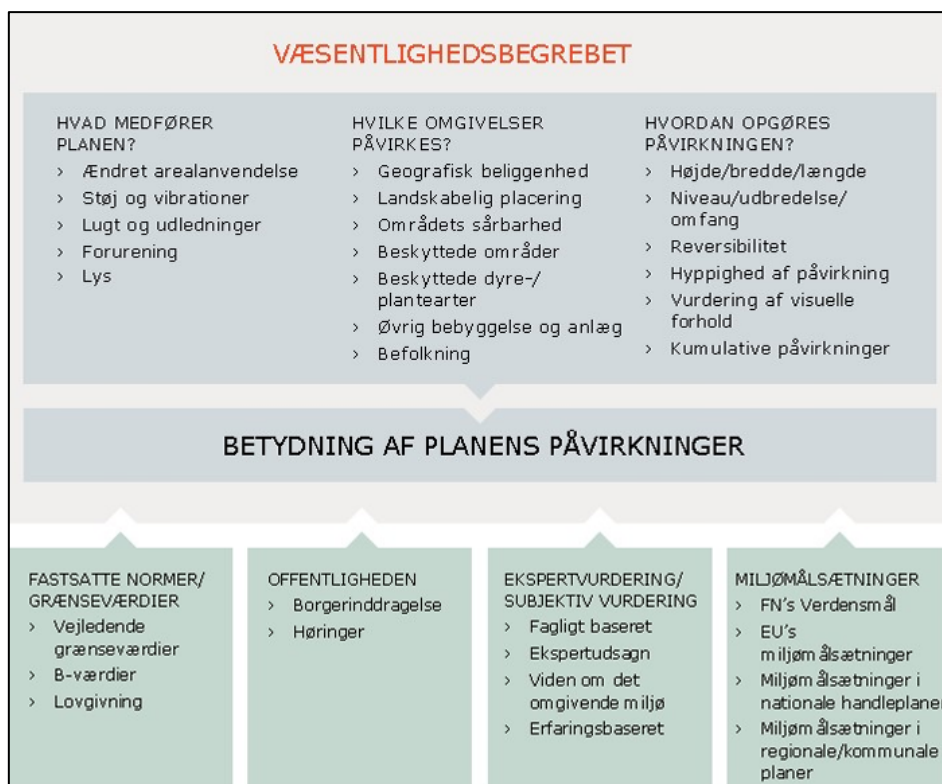 VÆSENTLIGHEDSBEGREBET
HVAD MEDFØRER
PLANEN?
› Ændret arealanvendelse
› Støj og vibrationer
› Lugt og udledninger
› Forurening
› Lys
HVILKE OMGIVELSER
PÅVIRKES?
› Geografisk beliggenhed
› Landskabelig placering
› Områdets sårbarhed
› Beskyttede områder
› Beskyttede dyre-/
plantearter
› Øvrig bebyggelse og anlæg
› Befolkning
HVORDAN OPGØRES
PÅVIRKNINGEN?
› Højde/bredde/længde
› Niveau/udbredelse/
omfang
› Reversibilitet
› Hyppighed af påvirkning
› Vurdering af visuelle
forhold
› Kumulative påvirkninger
BETYDNING AF PLANENS PÅVIRKNINGER
FASTSATTE NORMER/
GRÆNSEVÆRDIER
› Vejledende
grænseværdier
› B-værdier
› Lovgivning
OFFENTLIGHEDEN
› Borgerinddragelse
› Høringer
EKSPERTVURDERING/
SUBJEKTIV VURDERING
› Fagligt baseret
› Ekspertudsagn
› Viden om det
omgivende miljø
› Erfaringsbaseret
MILJØMÅLSÆTNINGER
› FN's Verdensmål
› EU's
miljømålsætninger
› Miljømålsætninger i
nationale handleplaner
› Miljømålsætninger i
regionale/kommunale
planer